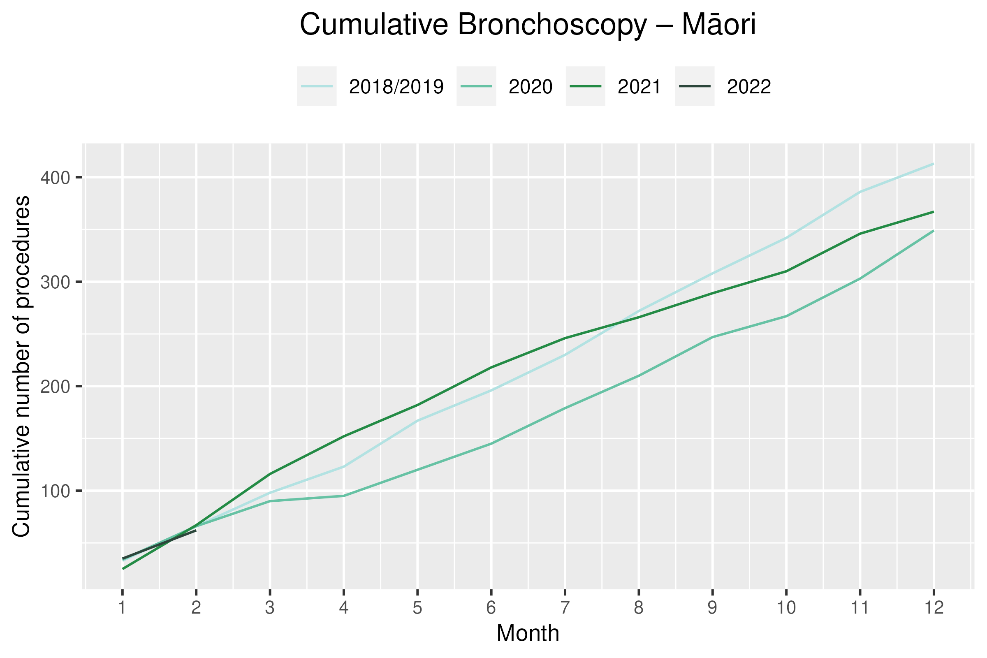 Cumulative Bronchoscopy – Māori
2018/2019 2020 2021 2022
Cumulative number of procedures
400
300
200
100
1 2 3 4 5 6 7 8 9 10 11 12
Month